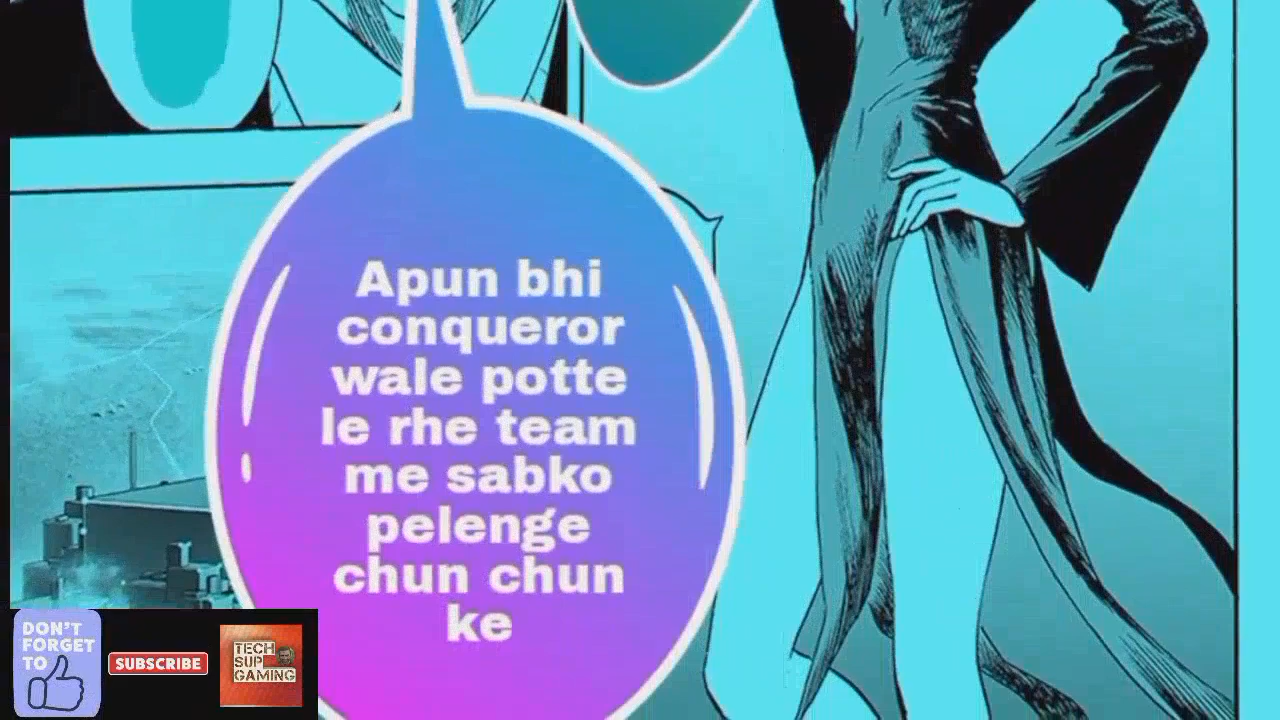 Apun bhi
conqueror
wale potte
le rhe team
me sabko
pelenge
chun chun
ke
DON'T
FORGET
TO
SUBSCRIBE
TECH
SUP
GAMING